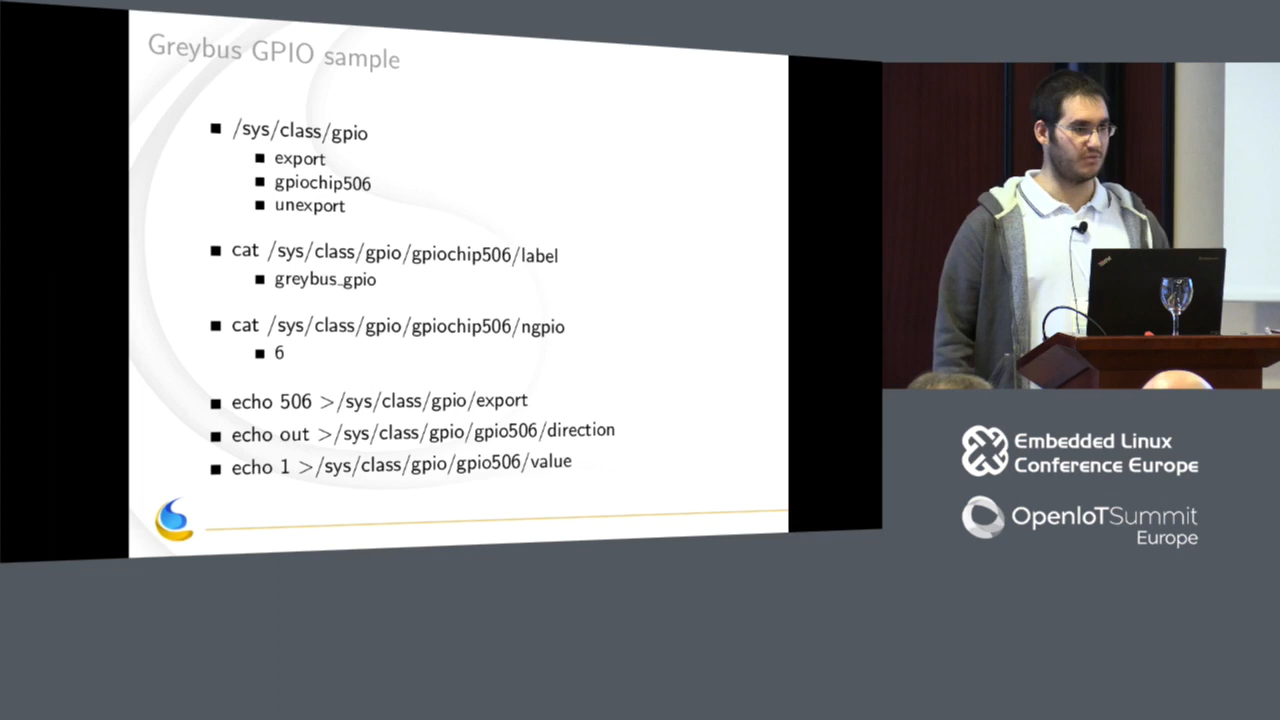 Greybus GPIO sample
/sys/class/gpio
export
gpiochip506
unexport
cat /sys/class/gpio/gpiochip506/label
greybus_gpio
cat /sys/class/gpio/gpiochip506/ngpio
6
echo 506 >/sys/class/gpio/export
echo out >/sys/class/gpio/gpio506/direction
echo 1 >/sys/class/gpio/gpio506/value
Embedded Linux
Conference Europe
OpenIoTSummit
Europe